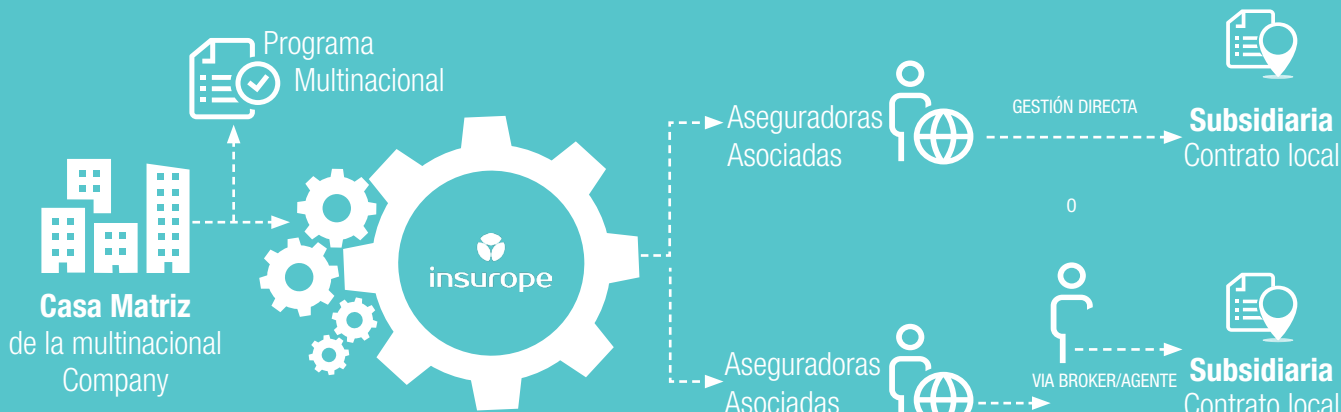 Programa
Multinacional
Casa Matriz
de la multinacional
Company
insurope
Aseguradoras
Asociadas
GESTIÓN DIRECTA
Subsidiaria
Contrato local
O
Aseguradoras
Asociadas
VIA BROKER/AGENTE
Subsidiaria
Contrato local